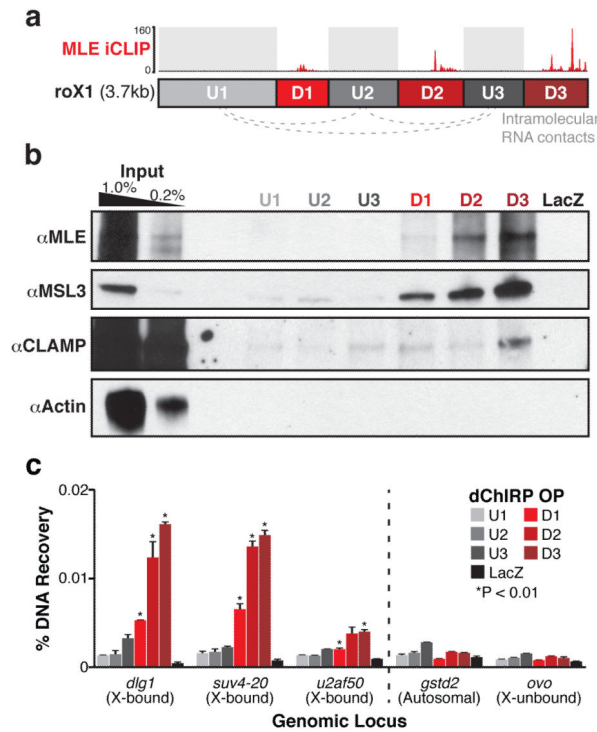 a
160
MLE iCLIP
0
roX1 (3.7kb) U1 D1 U2 D2 U3 D3
Intramolecular
RNA contacts
b
Input
1.0% 0.2% U1 U2 U3 D1 D2 D3 LacZ
αMLE
αMSL3
αCLAMP
αActin
c
% DNA Recovery
0.02
0.01
0
* * * * * * * *
dChIRP OP
U1 D1
U2 D2
U3 D3
LacZ
*P < 0.01
dlg1 suv4-20 u2af50 gstd2 ovo
(X-bound) (X-bound) (X-bound) (Autosomal) (X-unbound)
Genomic Locus